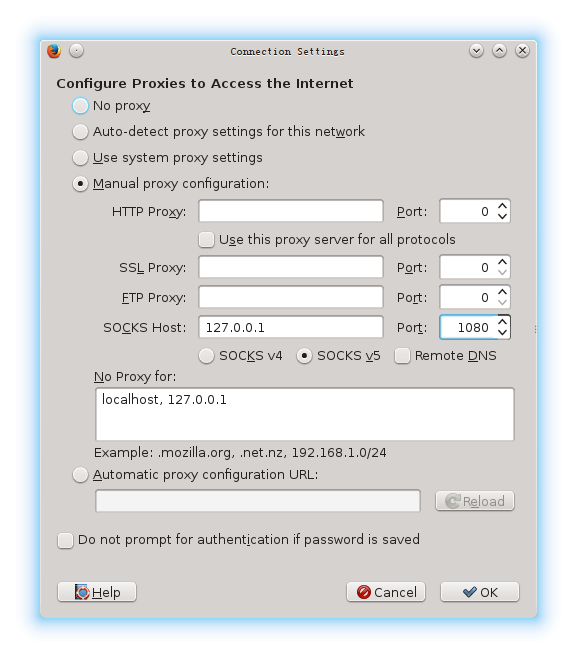 Connection Settings
Configure Proxies to Access the Internet
No proxy
Auto-detect proxy settings for this network
Use system proxy settings
Manual proxy configuration:
HTTP Proxy: Port: 0
Use this proxy server for all protocols
SSL Proxy: Port: 0
FTP Proxy: Port: 0
SOCKS Host: 127.0.0.1 Port: 1080
SOCKS v4 SOCKS v5 Remote DNS
No Proxy for:
localhost, 127.0.0.1
Example: .mozilla.org, .net.nz, 192.168.1.0/24
Automatic proxy configuration URL:
Reload
Do not prompt for authentication if password is saved
Help Cancel OK